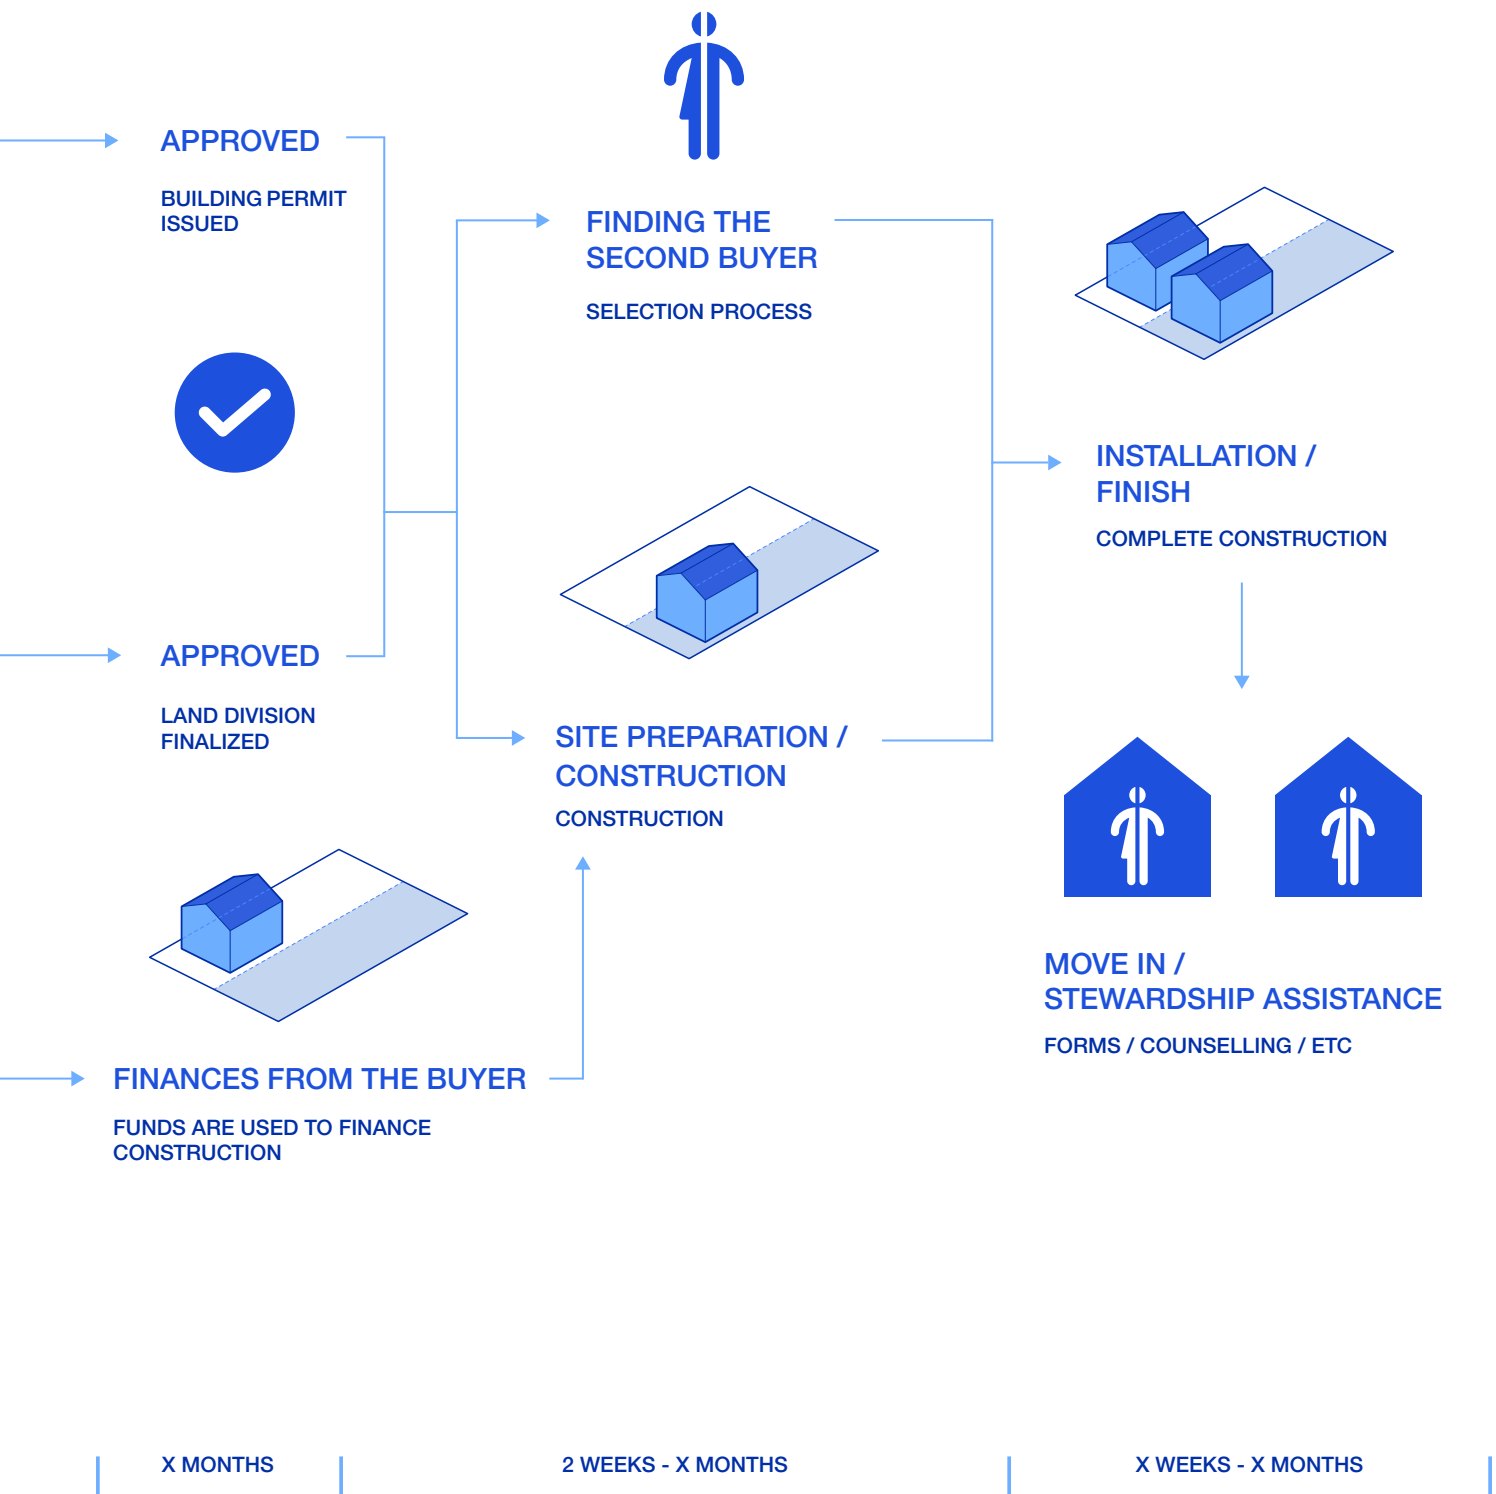 APPROVED
BUILDING PERMIT
ISSUED
APPROVED
LAND DIVISION
FINALIZED
FINANCES FROM THE BUYER
FUNDS ARE USED TO FINANCE
CONSTRUCTION
FINDING THE
SECOND BUYER
SELECTION PROCESS
SITE PREPARATION /
CONSTRUCTION
CONSTRUCTION
INSTALLATION /
FINISH
COMPLETE CONSTRUCTION
MOVE IN /
STEWARDSHIP ASSISTANCE
FORMS / COUNSELLING / ETC
X MONTHS
2 WEEKS - X MONTHS
X WEEKS - X MONTHS